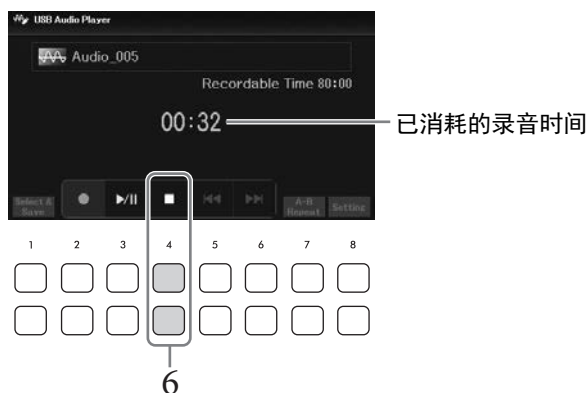 USB Audio Player
Audio_005
Recordable Time 80:00
00:32
已消耗的录音时间
Select & Save
A-B Repeat
Setting
1 2 3 4 5 6 7 8
6